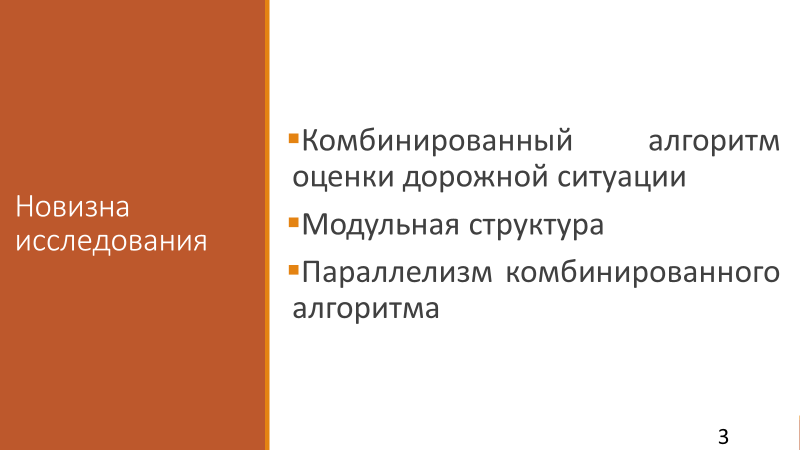 Новизна
исследования
Комбинированный алгоритм
оценки дорожной ситуации
Модульная структура
Параллелизм комбинированного
алгоритма
3